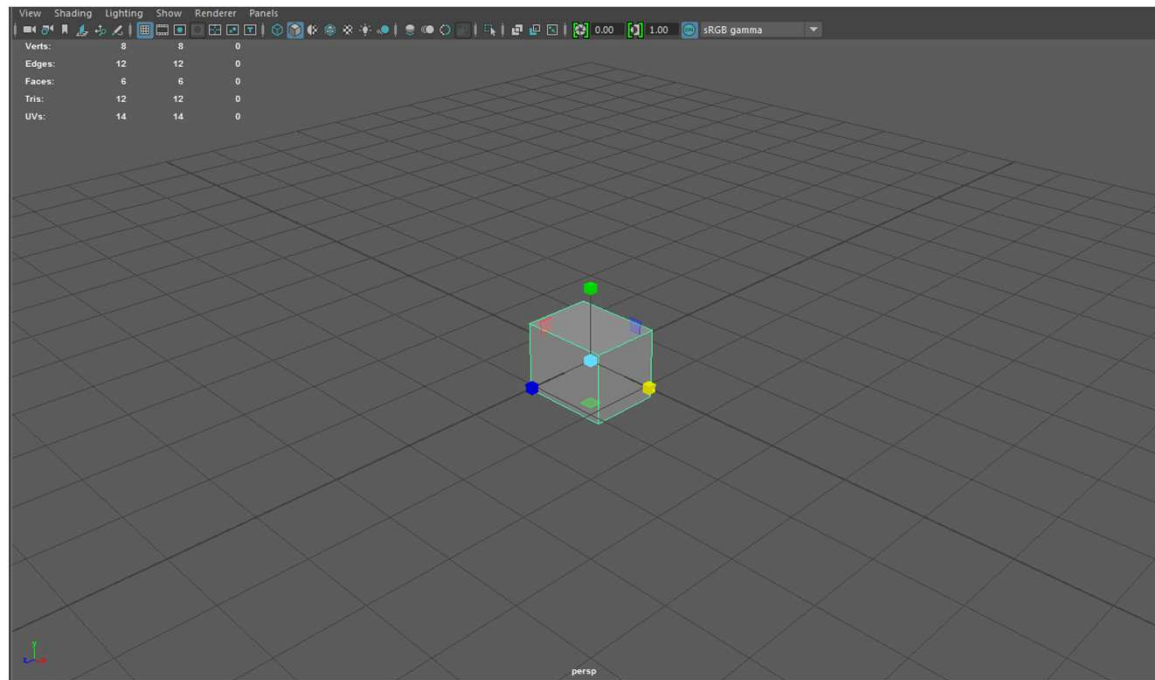 View Shading Lighting Show Renderer Panels
0.00 1.00 sRGB gamma
Verts: 8 8 0
Edges: 12 12 0
Faces: 6 6 0
Tris: 12 12 0
UVs: 14 14 0
y
z
persp